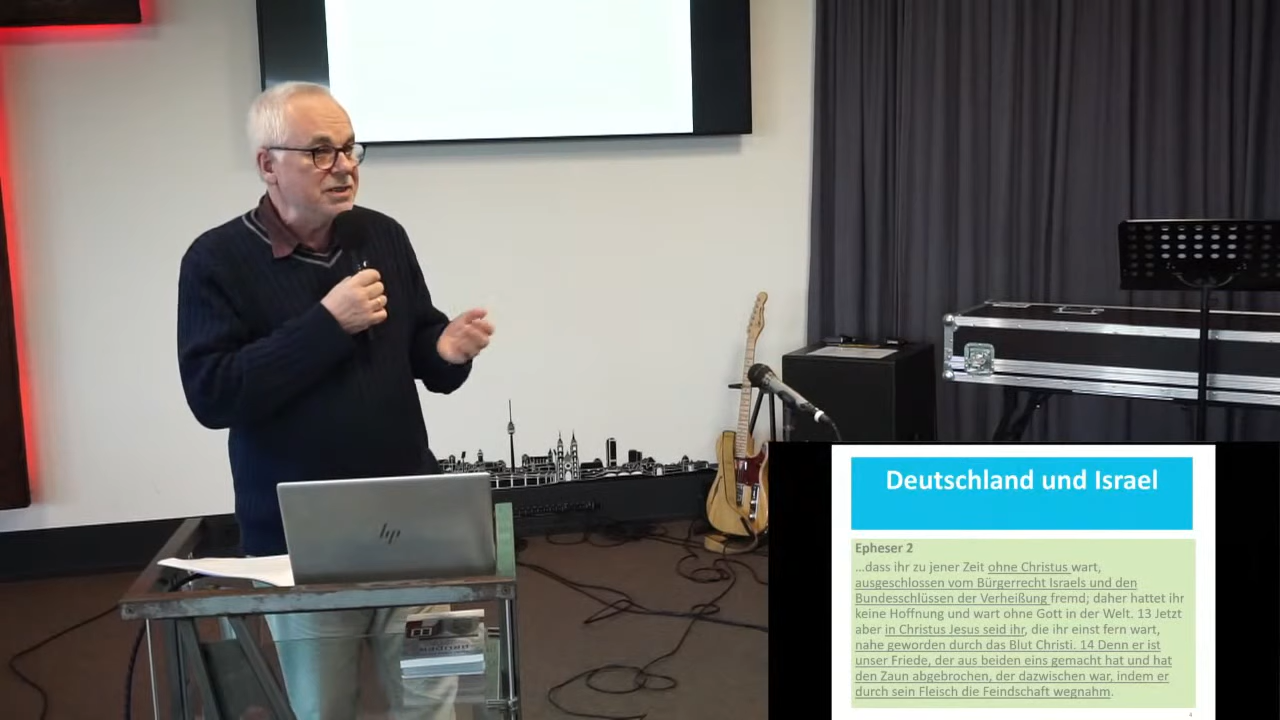 hp
Deutschland und Israel
Epheser 2
…dass ihr zu jener Zeit ohne Christus wart,
ausgeschlossen vom Bürgerrecht Israels und den
Bundesschlüssen der Verheißung fremd; daher hattet ihr
keine Hoffnung und wart ohne Gott in der Welt. 13 Jetzt
aber in Christus Jesus seid ihr, die ihr einst fern wart,
nahe geworden durch das Blut Christi. 14 Denn er ist
unser Friede, der aus beiden eins gemacht hat und hat
den Zaun abgebrochen, der dazwischen war, indem er
durch sein Fleisch die Feindschaft wegnahm.